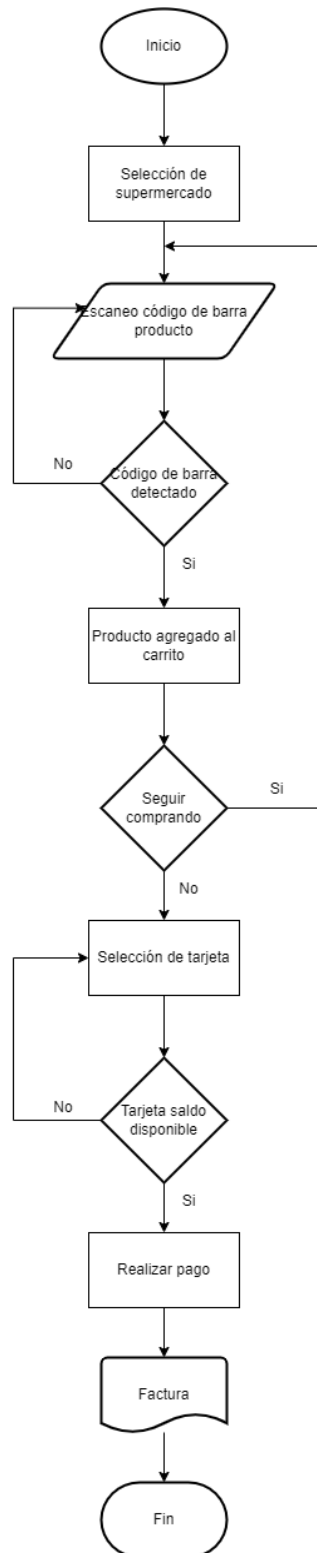 Inicio
Selección de
supermercado
Escaneo código de barra
producto
No
Código de barra
detectado
Si
Producto agregado al
carrito
Seguir
comprando
Si
No
Selección de tarjeta
No
Tarjeta saldo
disponible
Si
Realizar pago
Factura
Fin